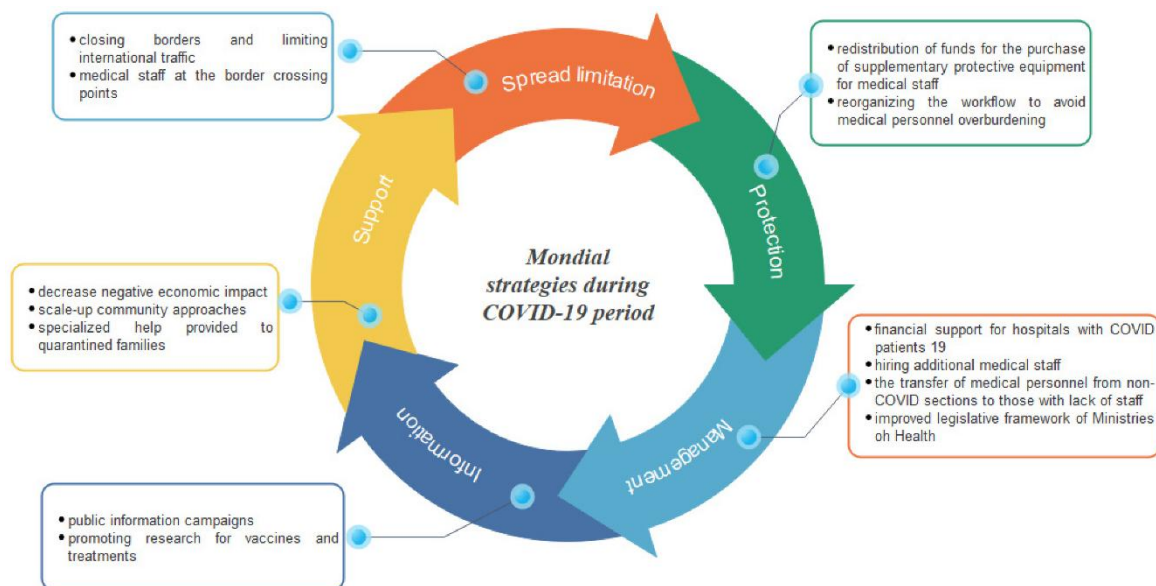 • closing borders and limiting
international traffic
• medical staff at the border crossing
points
Spread limitation
• redistribution of funds for the purchase
of supplementary protective equipment
for medical staff
• reorganizing the workflow to avoid
medical personnel overburdening
Protection
Support
Mondial
strategies during
COVID-19 period
• decrease negative economic impact
• scale-up community approaches
• specialized help provided to
quarantined families
• financial support for hospitals with COVID
patients 19
• hiring additional medical staff
• the transfer of medical personnel from non-
COVID sections to those with lack of staff
• improved legislative framework of Ministries
oh Health
Management
Information
• public information campaigns
• promoting research for vaccines and
treatments